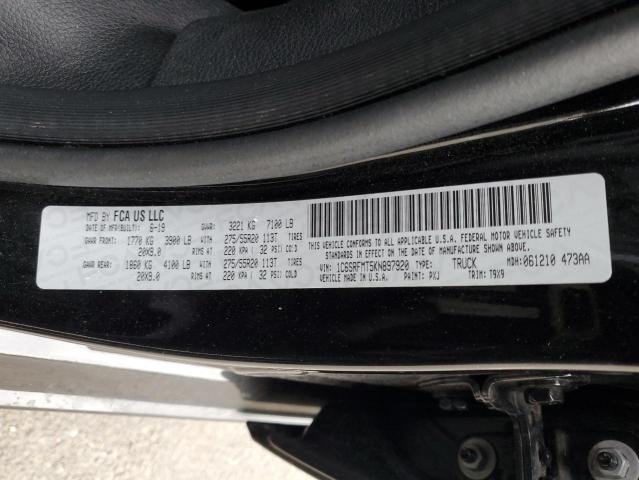 MFD BY FCA US LLC
DATE OF MFR(BUILT): 6-19 GVWR: 3221 KG 7100 LB
GAWR FRONT: 1770 KG 3900 LB WITH 275/55R20 113T TIRES
20X9.0 RIMS AT 220 KPA ( 32 PSI) COLD
GAWR REAR: 1860 KG 4100 LB WITH 275/55R20 113T TIRES
20X9.0 RIMS AT 220 KPA ( 32 PSI) COLD
THIS VEHICLE CONFORMS TO ALL APPLICABLE U.S.A. FEDERAL MOTOR VEHICLE SAFETY
STANDARDS IN EFFECT ON THE DATE OF MANUFACTURE SHOWN ABOVE.
VIN: 1C6SRFMT5KN897920 TYPE: TRUCK MDH: 061210 473AA
VEHICLE MADE IN U.S.A. PAINT: PXJ TRIM: T9X9